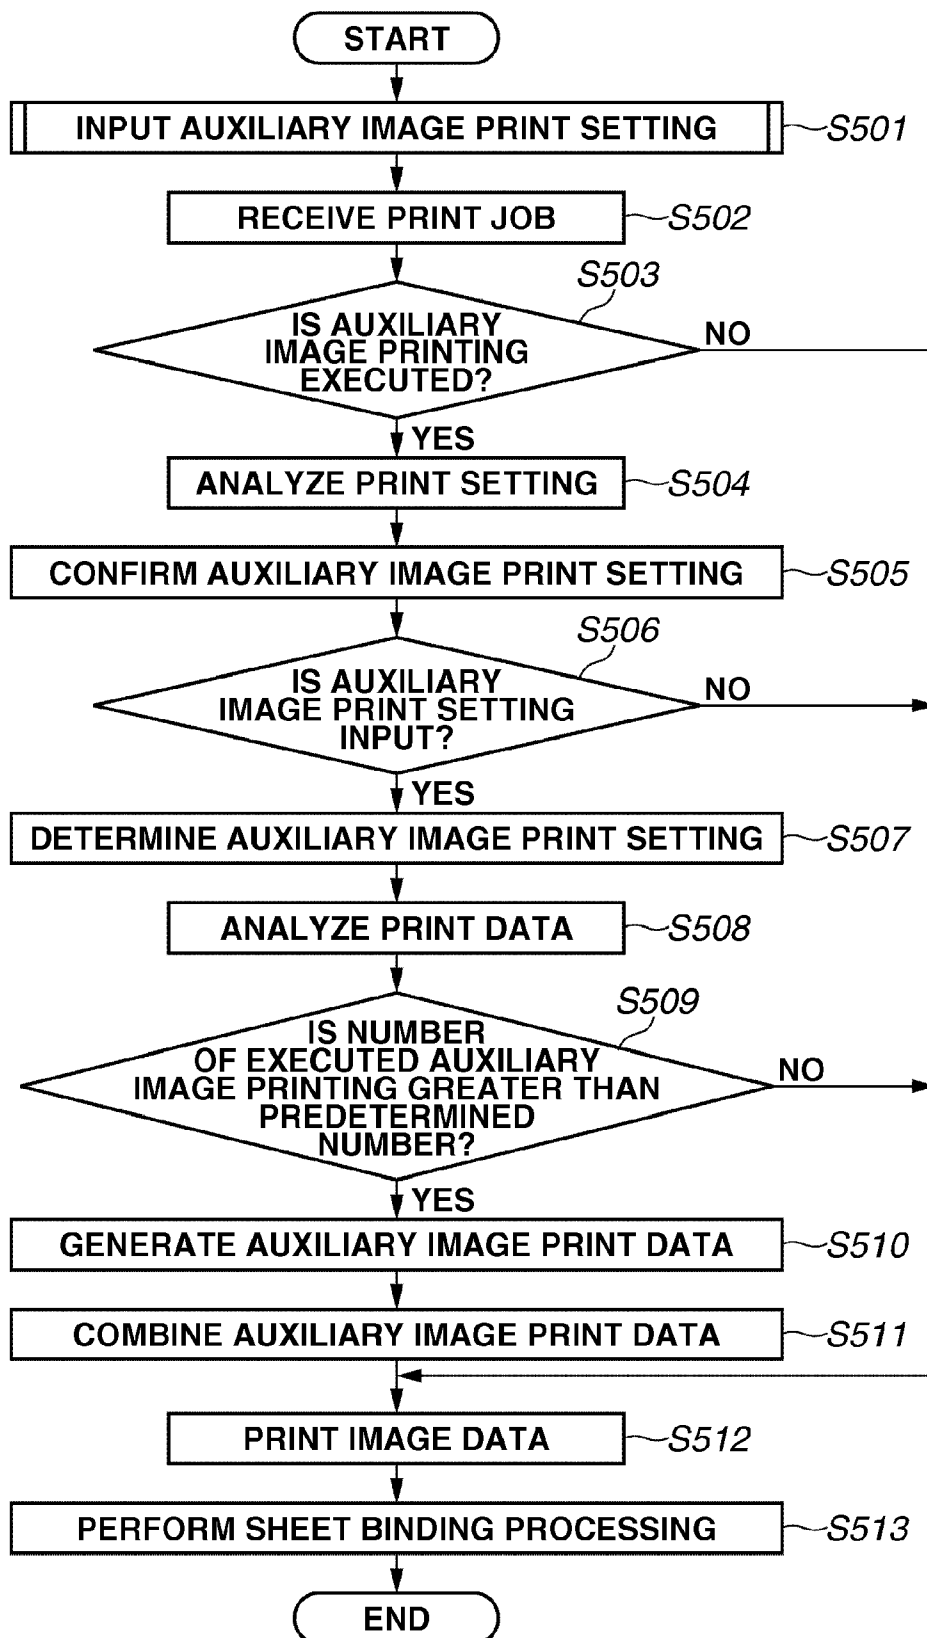 START
INPUT AUXILIARY IMAGE PRINT SETTING
S501
RECEIVE PRINT JOB
S502
S503
IS AUXILIARY
IMAGE PRINTING
EXECUTED?
NO
YES
ANALYZE PRINT SETTING
S504
CONFIRM AUXILIARY IMAGE PRINT SETTING
S505
S506
IS AUXILIARY
IMAGE PRINT SETTING
INPUT?
NO
YES
DETERMINE AUXILIARY IMAGE PRINT SETTING
S507
ANALYZE PRINT DATA
S508
S509
IS NUMBER
OF EXECUTED AUXILIARY
IMAGE PRINTING GREATER THAN
PREDETERMINED
NUMBER?
NO
YES
GENERATE AUXILIARY IMAGE PRINT DATA
S510
COMBINE AUXILIARY IMAGE PRINT DATA
S511
PRINT IMAGE DATA
S512
PERFORM SHEET BINDING PROCESSING
S513
END